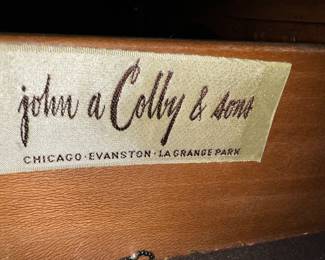 john a Colby & sons
CHICAGO · EVANSTON · LA GRANGE PARK